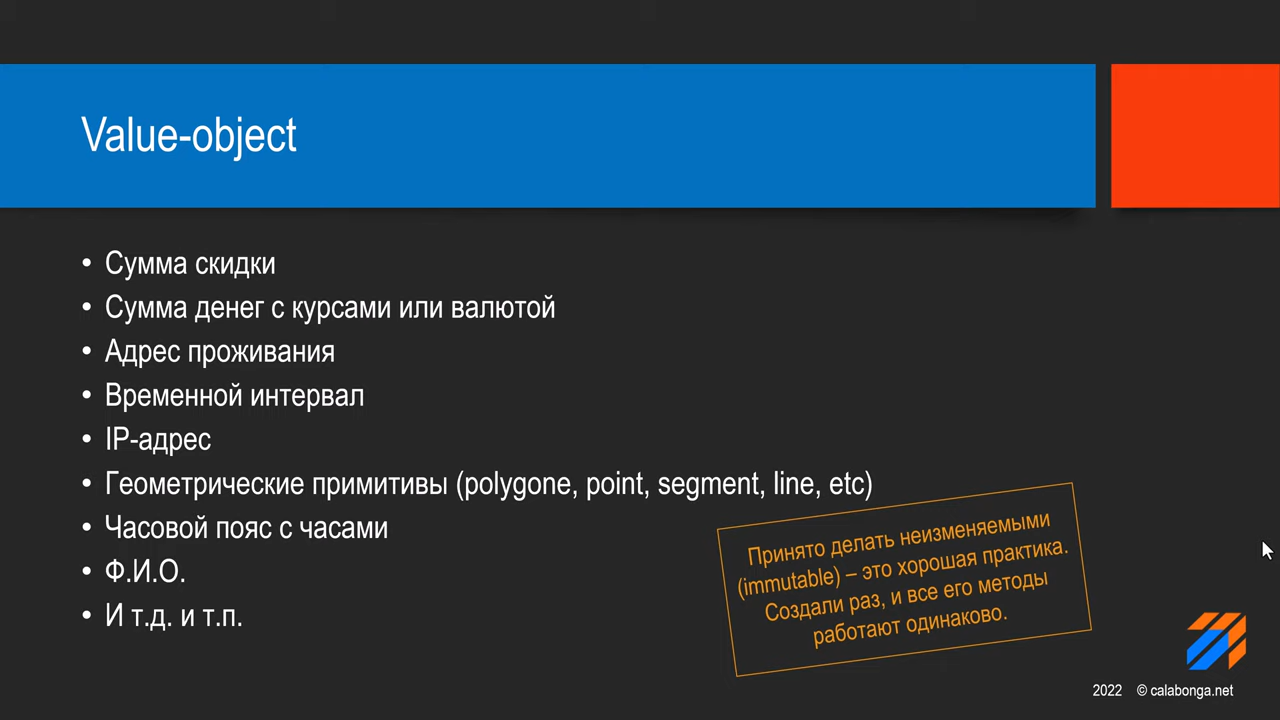 Value-object
• Сумма скидки
• Сумма денег с курсами или валютой
• Адрес проживания
• Временной интервал
• IP-адрес
• Геометрические примитивы (polygone, point, segment, line, etc)
• Часовой пояс с часами
• Ф.И.О.
• И т.д. и т.п.
Принято делать неизменяемыми
(immutable) – это хорошая практика.
Создали раз, и все его методы
работают одинаково.
2022 © calabonga.net